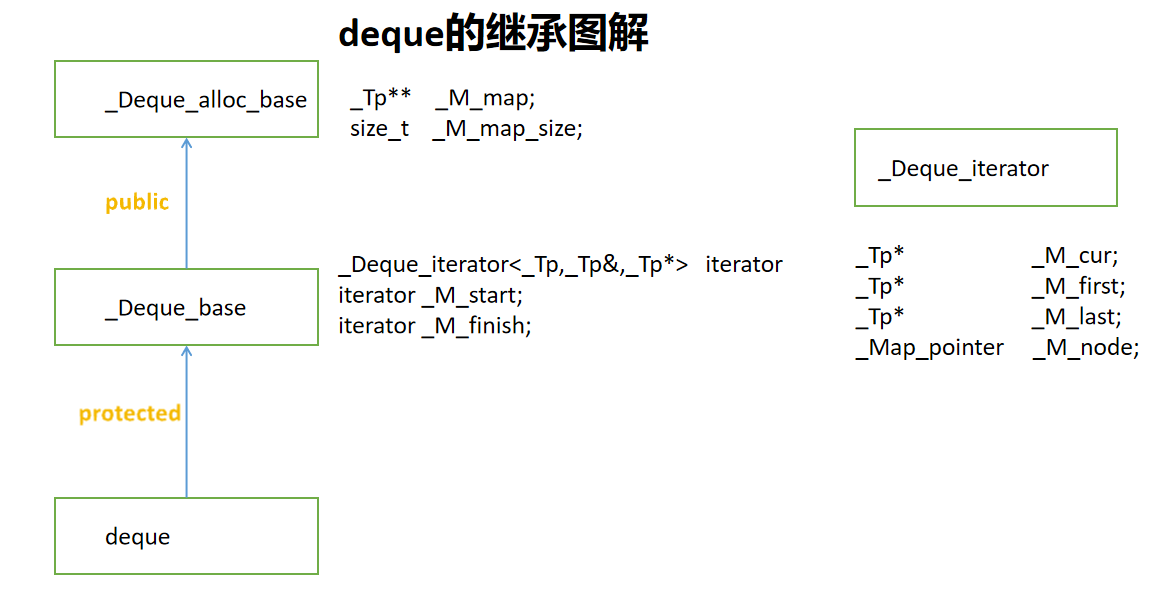 deque的继承图解
_Deque_alloc_base
_Tp** _M_map;
size_t _M_map_size;
public
_Deque_base
_Deque_iterator<_Tp,_Tp&,_Tp*> iterator
iterator _M_start;
iterator _M_finish;
protected
deque
_Deque_iterator
_Tp* _M_cur;
_Tp* _M_first;
_Tp* _M_last;
_Map_pointer _M_node;